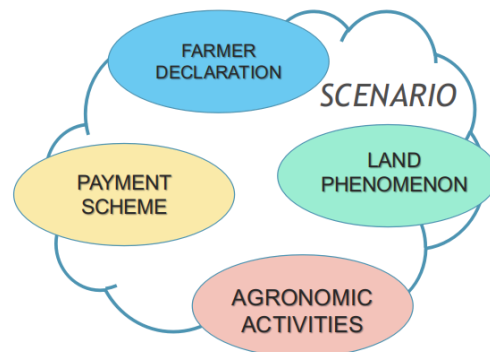 FARMER
DECLARATION
SCENARIO
LAND
PHENOMENON
PAYMENT
SCHEME
AGRONOMIC
ACTIVITIES